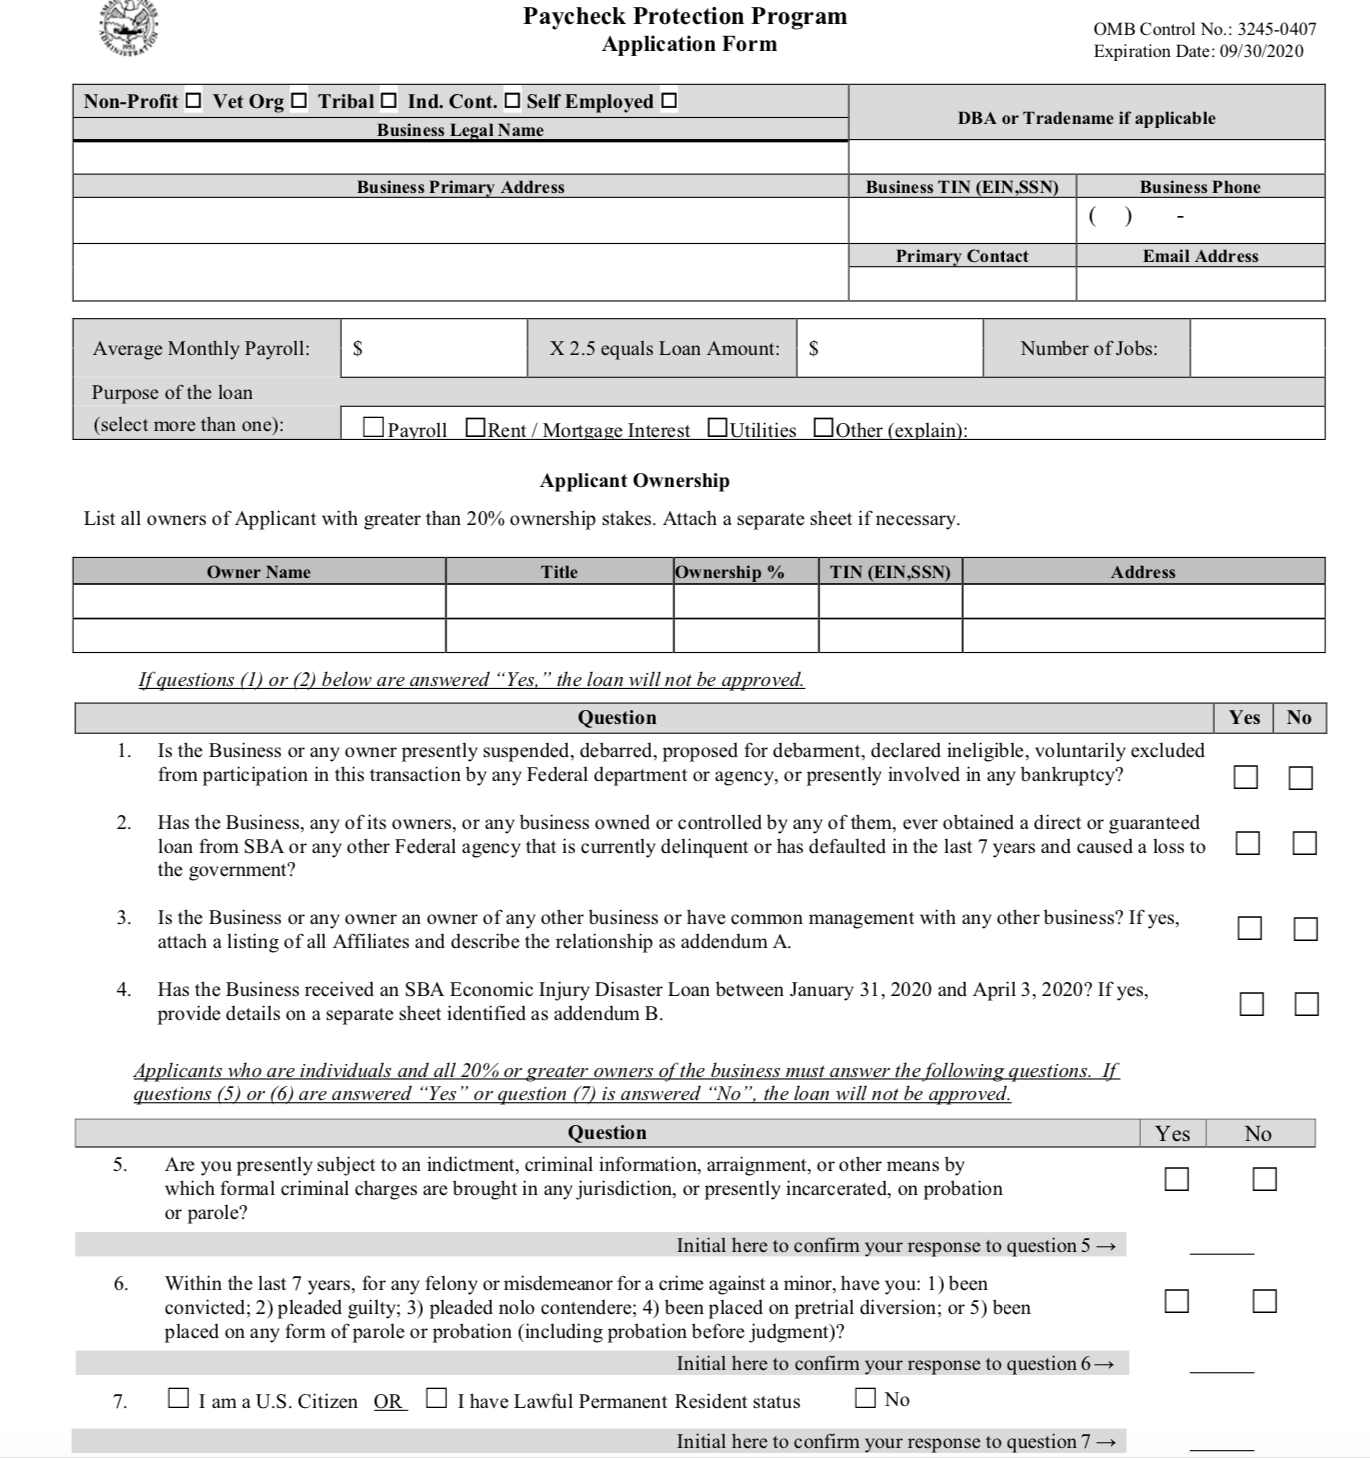 Paycheck Protection Program
Application Form
OMB Control No.: 3245-0407
Expiration Date: 09/30/2020
ADMINISTRATION
1953
Non-Profit ☐ Vet Org ☐ Tribal ☐ Ind. Cont. ☐ Self Employed ☐
DBA or Tradename if applicable
Business Legal Name
Business Primary Address
Business TIN (EIN,SSN)
Business Phone
( ) -
Primary Contact
Email Address
Average Monthly Payroll: $ X 2.5 equals Loan Amount: $ Number of Jobs:
Purpose of the loan
(select more than one): ☐Payroll ☐Rent / Mortgage Interest ☐Utilities ☐Other (explain):
Applicant Ownership
List all owners of Applicant with greater than 20% ownership stakes. Attach a separate sheet if necessary.
Owner Name Title Ownership % TIN (EIN,SSN) Address
If questions (1) or (2) below are answered “Yes,” the loan will not be approved.
Question Yes No
1. Is the Business or any owner presently suspended, debarred, proposed for debarment, declared ineligible, voluntarily excluded
from participation in this transaction by any Federal department or agency, or presently involved in any bankruptcy? ☐ ☐
2. Has the Business, any of its owners, or any business owned or controlled by any of them, ever obtained a direct or guaranteed
loan from SBA or any other Federal agency that is currently delinquent or has defaulted in the last 7 years and caused a loss to ☐ ☐
the government?
3. Is the Business or any owner an owner of any other business or have common management with any other business? If yes, ☐ ☐
attach a listing of all Affiliates and describe the relationship as addendum A.
4. Has the Business received an SBA Economic Injury Disaster Loan between January 31, 2020 and April 3, 2020? If yes, ☐ ☐
provide details on a separate sheet identified as addendum B.
Applicants who are individuals and all 20% or greater owners of the business must answer the following questions. If
questions (5) or (6) are answered “Yes” or question (7) is answered “No”, the loan will not be approved.
Question Yes No
5. Are you presently subject to an indictment, criminal information, arraignment, or other means by ☐ ☐
which formal criminal charges are brought in any jurisdiction, or presently incarcerated, on probation
or parole?
Initial here to confirm your response to question 5 → ______
6. Within the last 7 years, for any felony or misdemeanor for a crime against a minor, have you: 1) been ☐ ☐
convicted; 2) pleaded guilty; 3) pleaded nolo contendere; 4) been placed on pretrial diversion; or 5) been
placed on any form of parole or probation (including probation before judgment)?
Initial here to confirm your response to question 6→ ______
7. ☐ I am a U.S. Citizen OR ☐ I have Lawful Permanent Resident status ☐ No
Initial here to confirm your response to question 7 → ______